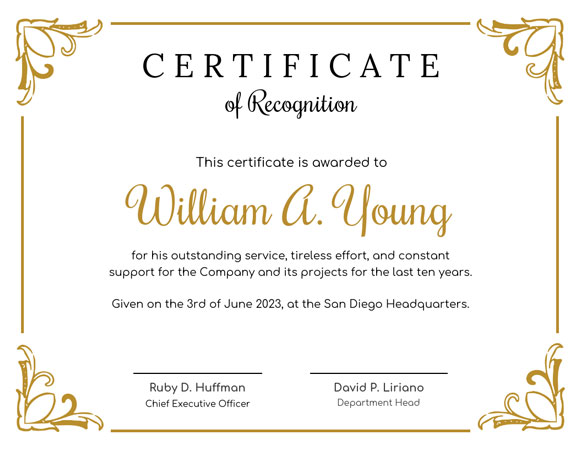 CERTIFICATE
of Recognition
This certificate is awarded to
William A. Young
for his outstanding service, tireless effort, and constant
support for the Company and its projects for the last ten years.
Given on the 3rd of June 2023, at the San Diego Headquarters.
Ruby D. Huffman
Chief Executive Officer
David P. Liriano
Department Head